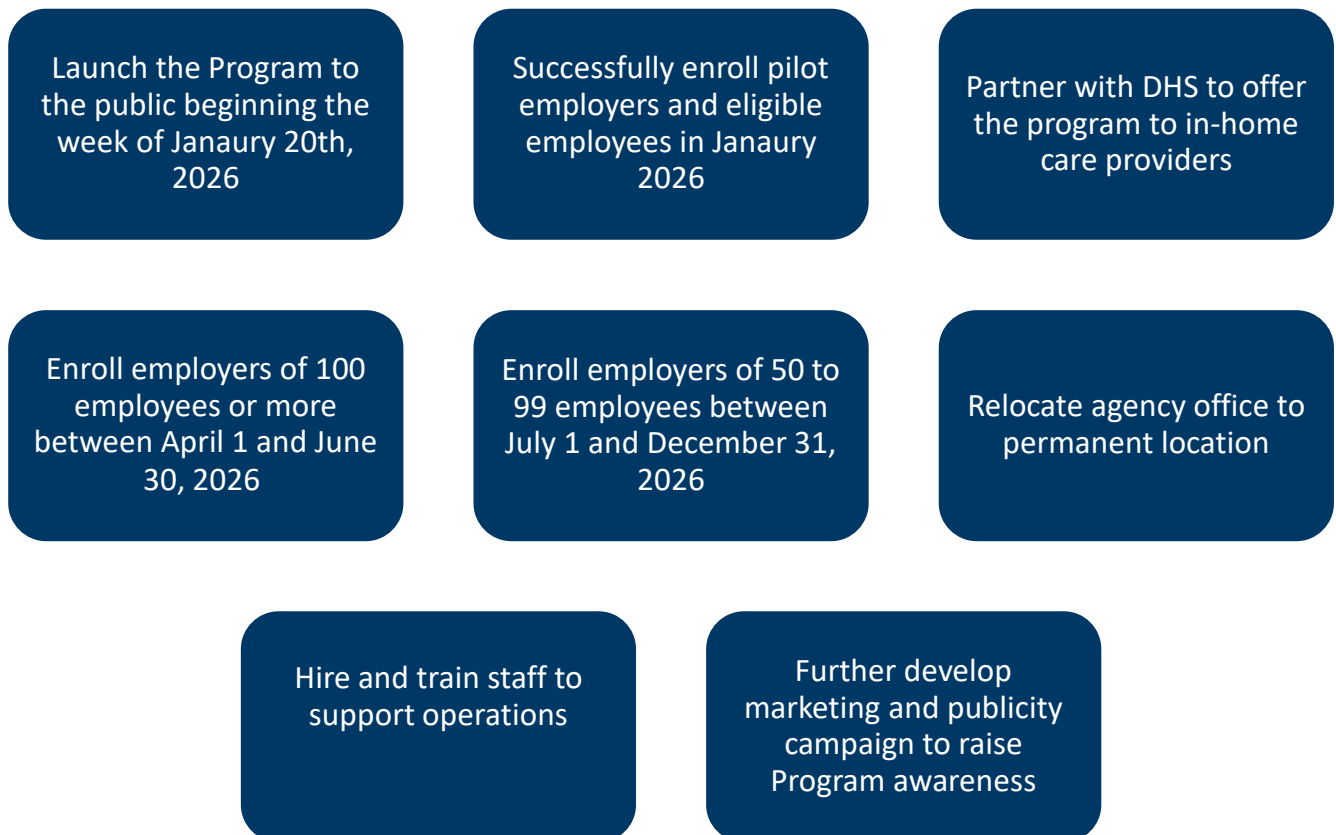 Launch the Program to
the public beginning the
week of Janaury 20th,
2026
Successfully enroll pilot
employers and eligible
employees in Janaury
2026
Partner with DHS to offer
the program to in-home
care providers
Enroll employers of 100
employees or more
between April 1 and June
30, 2026
Enroll employers of 50 to
99 employees between
July 1 and December 31,
2026
Relocate agency office to
permanent location
Hire and train staff to
support operations
Further develop
marketing and publicity
campaign to raise
Program awareness